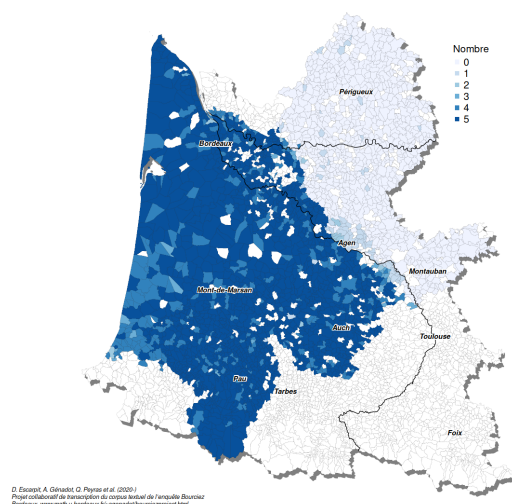 Nombre
0
1
2
3
4
5
Périgueux
Bordeaux
Agen
Montauban
Mont-de-Marsan
Auch
Toulouse
Pau
Tarbes
Foix
D. Escarpit, A. Génadot, Q. Peyras et al. (2020-)
Projet collaboratif de transcription du corpus textuel de l'enquête Bourciez